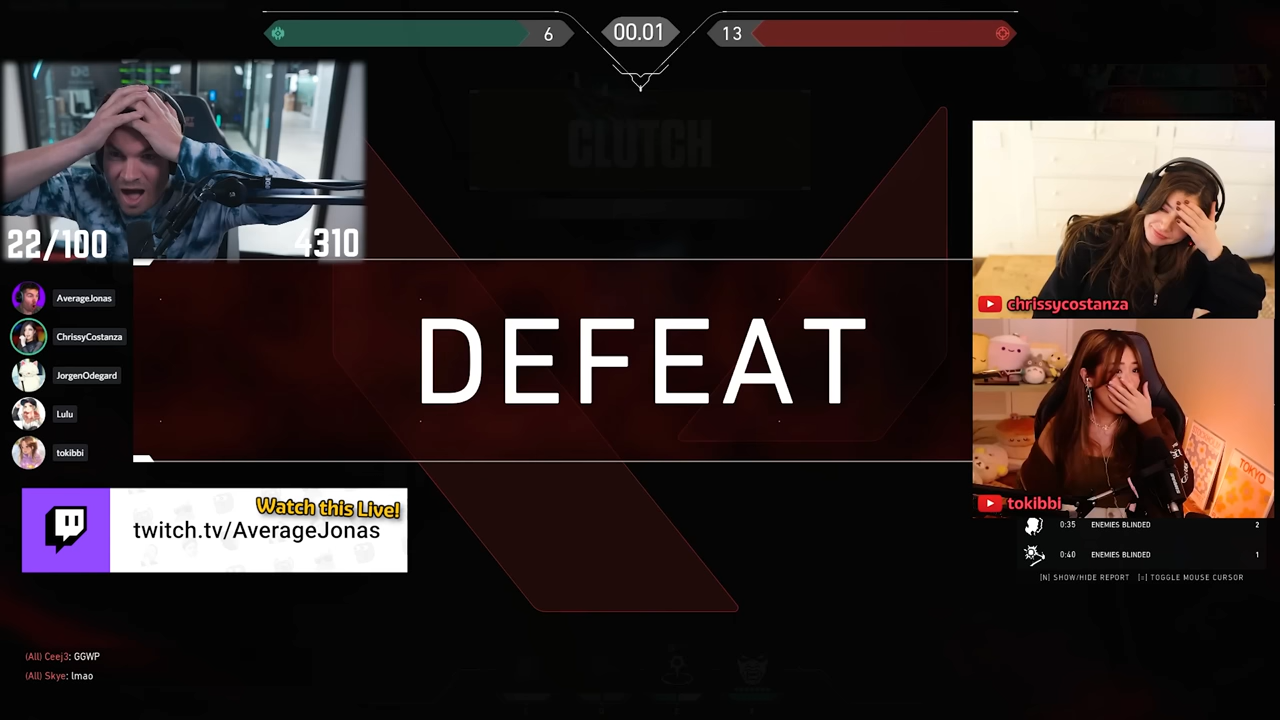 6
00.01
13
CLUTCH
22/100
4310
AverageJonas
ChrissyCostanza
JorgenOdegard
Lulu
tokibbi
DEFEAT
chrissycostanza
TOKYO
tokibbi
Watch this Live!
twitch.tv/AverageJonas
0:35 ENEMIES BLINDED 2
0:40 ENEMIES BLINDED 1
[N] SHOW/HIDE REPORT [=] TOGGLE MOUSE CURSOR
(All) Ceej3: GGWP
(All) Skye: lmao